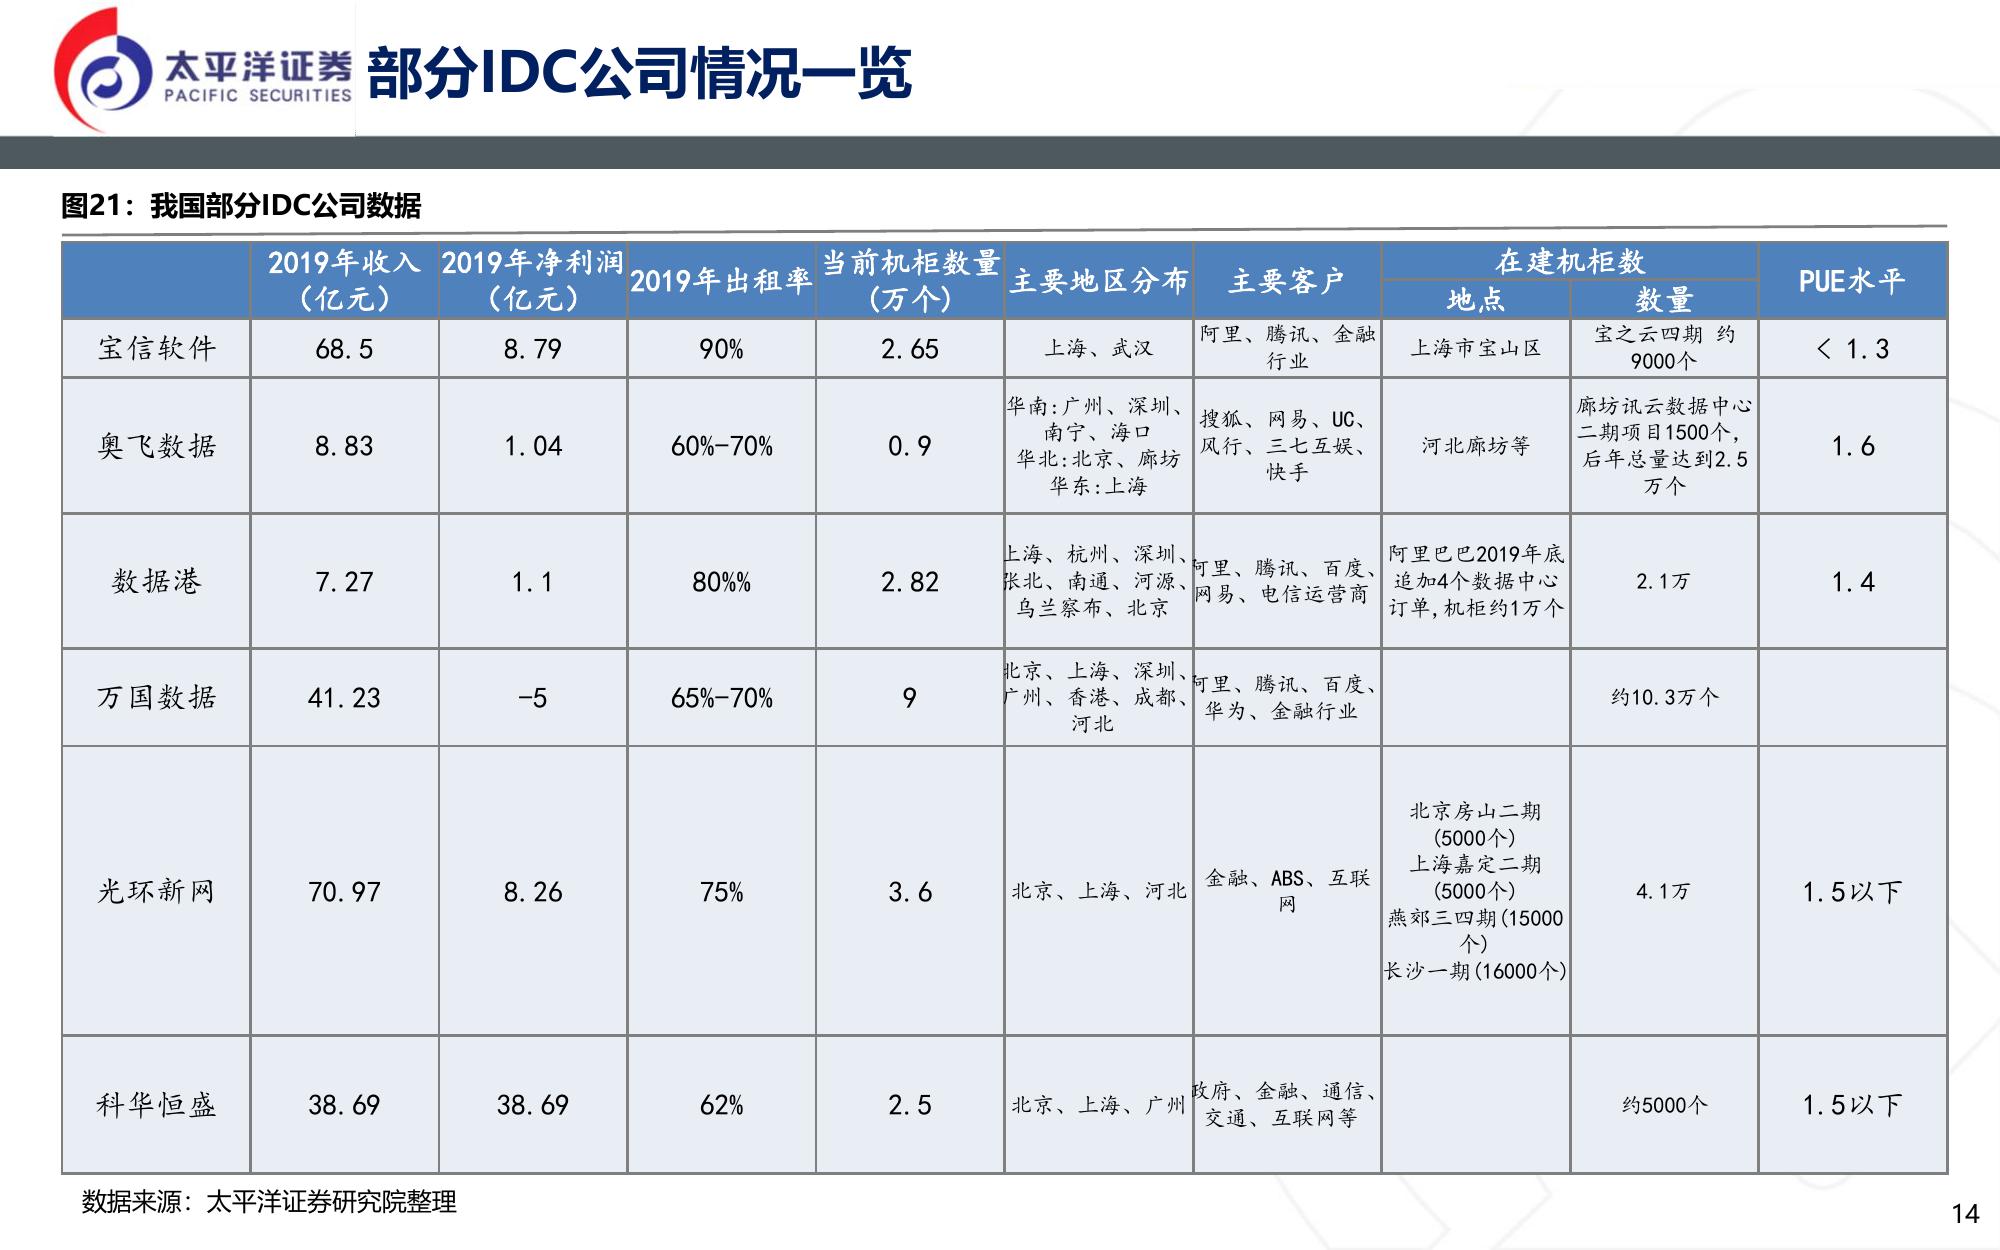 太平洋证券
PACIFIC SECURITIES
部分IDC公司情况一览
图21：我国部分IDC公司数据
2019年收入
（亿元）
2019年净利润
（亿元）
2019年出租率
当前机柜数量
(万个)
主要地区分布
主要客户
在建机柜数
地点
数量
PUE水平
宝信软件
68.5
8.79
90%
2.65
上海、武汉
阿里、腾讯、金融
行业
上海市宝山区
宝之云四期 约
9000个
< 1.3
奥飞数据
8.83
1.04
60%-70%
0.9
华南:广州、深圳、
南宁、海口
华北:北京、廊坊
华东:上海
搜狐、网易、UC、
风行、三七互娱、
快手
河北廊坊等
廊坊讯云数据中心
二期项目1500个，
后年总量达到2.5
万个
1.6
数据港
7.27
1.1
80%%
2.82
上海、杭州、深圳、
张北、南通、河源、
乌兰察布、北京
阿里、腾讯、百度、
网易、电信运营商
阿里巴巴2019年底
追加4个数据中心
订单,机柜约1万个
2.1万
1.4
万国数据
41.23
-5
65%-70%
9
北京、上海、深圳、
广州、香港、成都、
河北
阿里、腾讯、百度、
华为、金融行业
约10.3万个
光环新网
70.97
8.26
75%
3.6
北京、上海、河北
金融、ABS、互联
网
北京房山二期
(5000个)
上海嘉定二期
(5000个)
燕郊三四期(15000
个)
长沙一期(16000个)
4.1万
1.5以下
科华恒盛
38.69
38.69
62%
2.5
北京、上海、广州
政府、金融、通信、
交通、互联网等
约5000个
1.5以下
数据来源：太平洋证券研究院整理
14